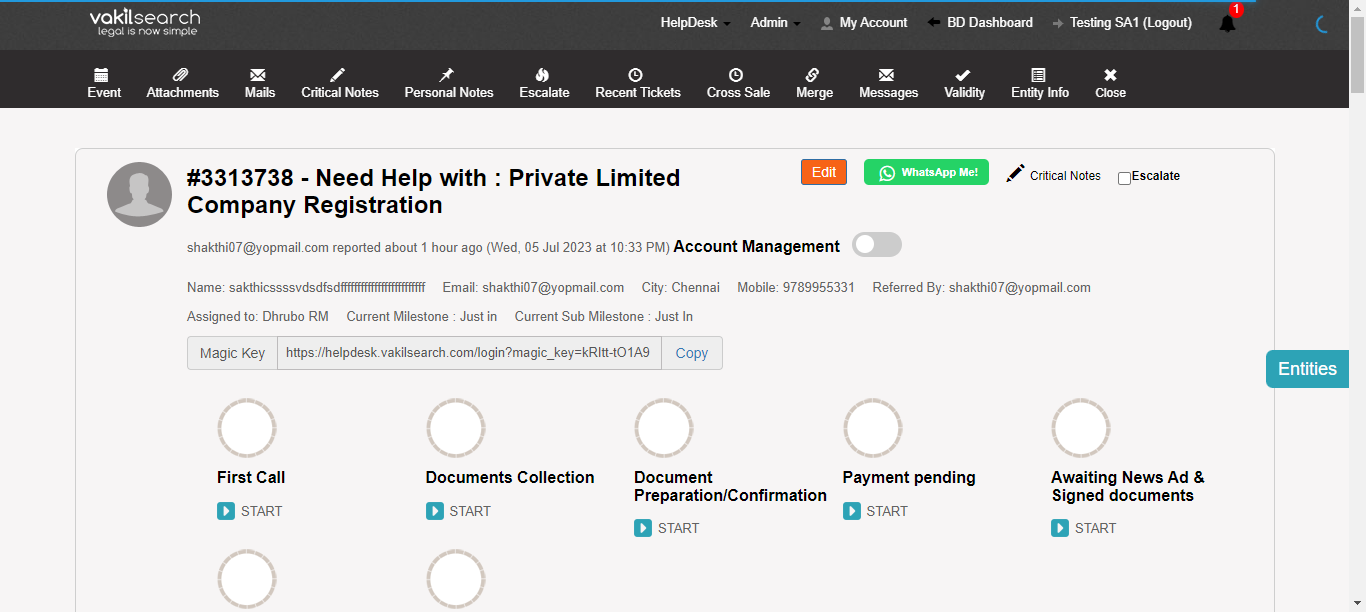 vakilsearch
legal is now simple
HelpDesk Admin My Account BD Dashboard Testing SA1 (Logout) 1
Event Attachments Mails Critical Notes Personal Notes Escalate Recent Tickets Cross Sale Merge Messages Validity Entity Info Close
#3313738 - Need Help with : Private Limited
Company Registration
Edit WhatsApp Me! Critical Notes Escalate
shakthi07@yopmail.com reported about 1 hour ago (Wed, 05 Jul 2023 at 10:33 PM) Account Management
Name: sakthicssssvdsdfsdfffffffffffffffffffffffffff Email: shakthi07@yopmail.com City: Chennai Mobile: 9789955331 Referred By: shakthi07@yopmail.com
Assigned to: Dhrubo RM Current Milestone : Just in Current Sub Milestone : Just In
Magic Key https://helpdesk.vakilsearch.com/login?magic_key=kRItt-tO1A9 Copy
Entities
First Call
START
Documents Collection
START
Document
Preparation/Confirmation
START
Payment pending
START
Awaiting News Ad &
Signed documents
START